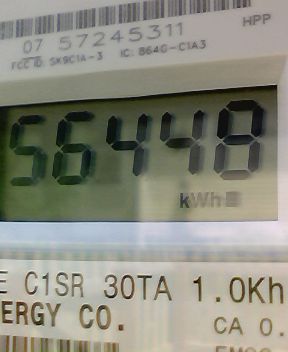 HPP
07 57245311
FCC ID: SK9C1A-3 IC: 864G-C1A3
56448
kWh
E C1SR 30TA 1.0Kh
ERGY CO.
CA 0.